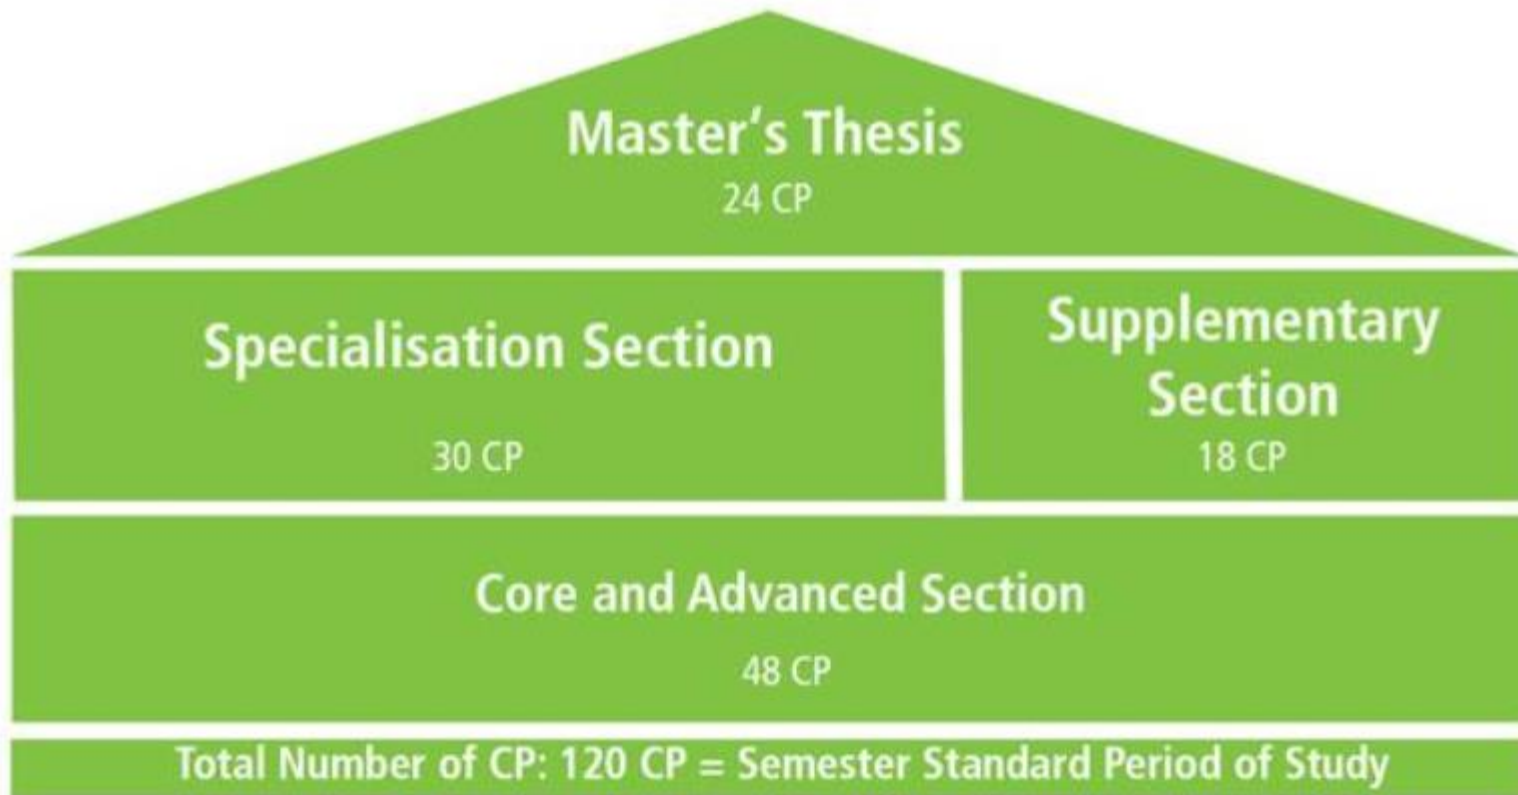 Master's Thesis
24 CP
Specialisation Section
30 CP
Supplementary
Section
18 CP
Core and Advanced Section
48 CP
Total Number of CP: 120 CP = Semester Standard Period of Study